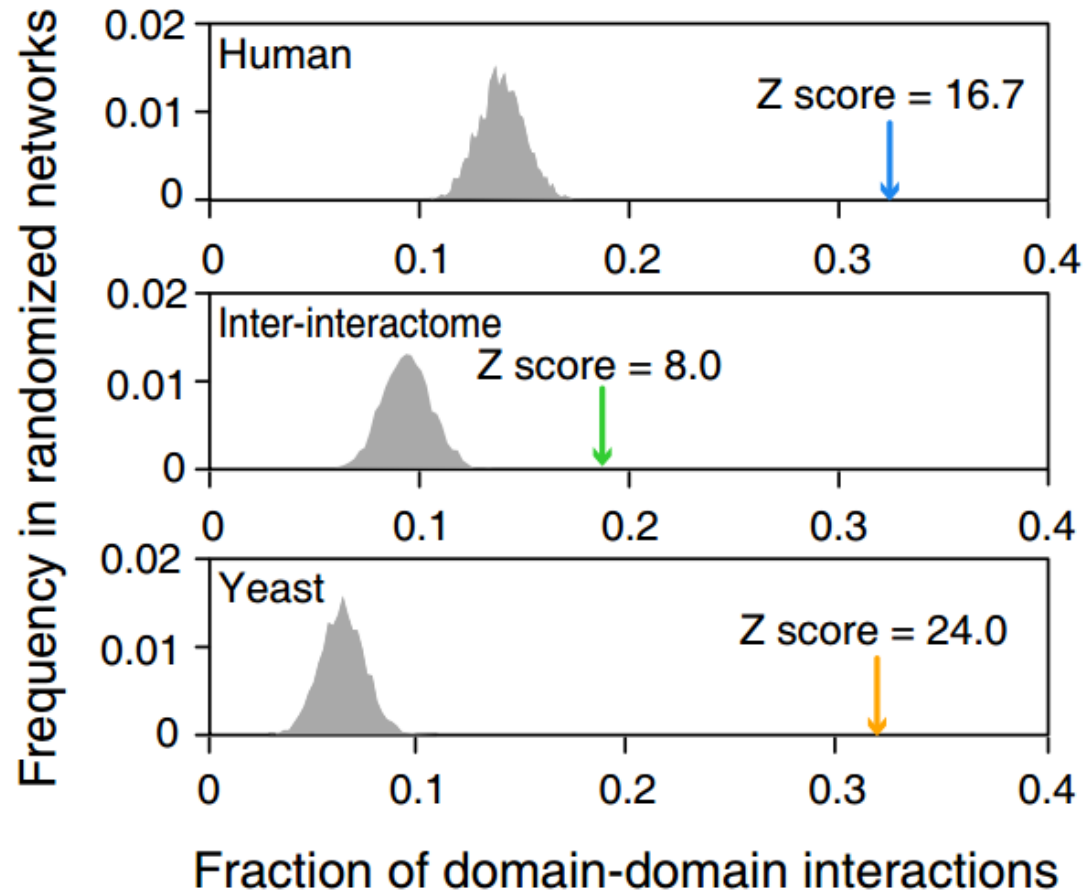 Frequency in randomized networks
0.02
0.01
0
Human
Z score = 16.7
0 0.1 0.2 0.3 0.4
0.02
0.01
0
Inter-interactome
Z score = 8.0
0 0.1 0.2 0.3 0.4
0.02
0.01
0
Yeast
Z score = 24.0
0 0.1 0.2 0.3 0.4
Fraction of domain-domain interactions